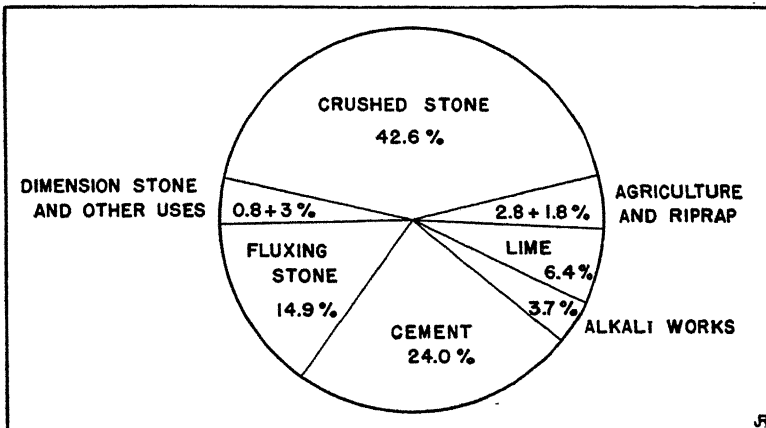 CRUSHED STONE
42.6 %
DIMENSION STONE
AND OTHER USES
0.8 + 3 %
2.8 + 1.8 %
AGRICULTURE
AND RIPRAP
FLUXING
STONE
14.9 %
LIME
6.4 %
3.7 %
ALKALI WORKS
CEMENT
24.0 %